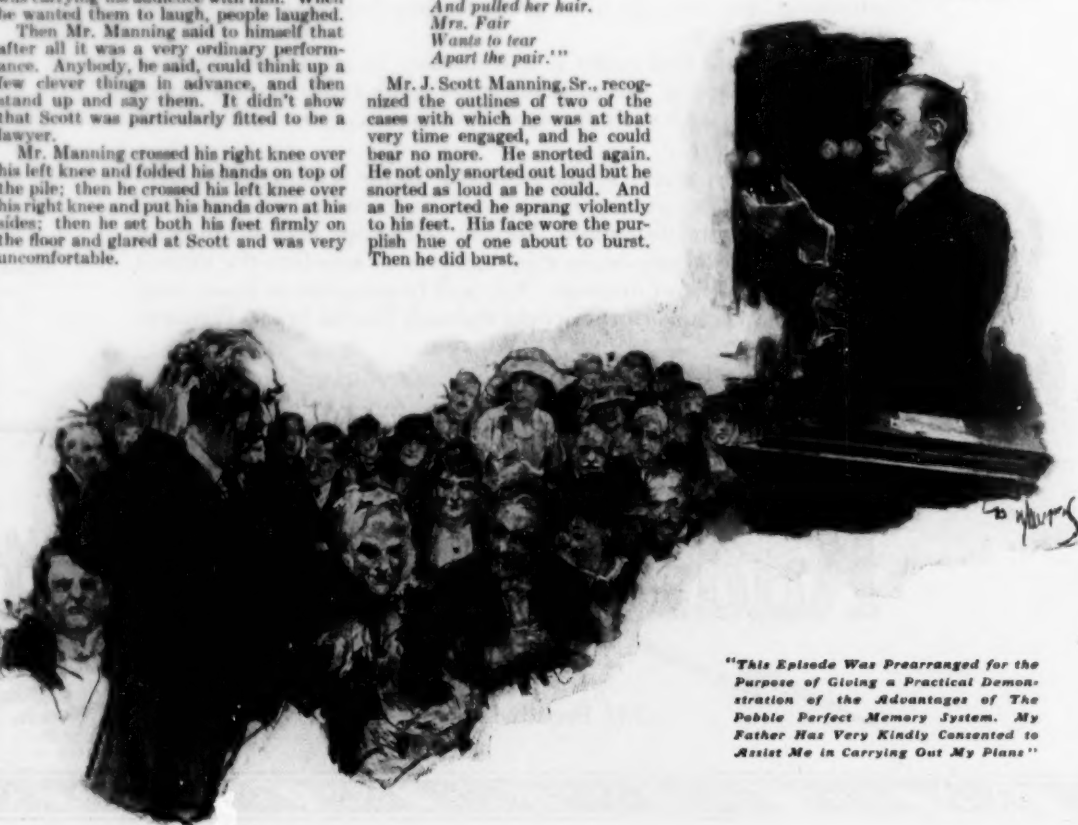 he wanted them to laugh, people laughed.
Then Mr. Manning said to himself that
after all it was a very ordinary perform-
ance. Anybody, he said, could think up a
few clever things in advance, and then
stand up and say them. It didn't show
that Scott was particularly fitted to be a
lawyer.
Mr. Manning crossed his right knee over
his left knee and folded his hands on top of
the pile; then he crossed his left knee over
his right knee and put his hands down at his
sides; then he set both his feet firmly on
the floor and glared at Scott and was very
uncomfortable.
And pulled her hair.
Mrs. Fair
Wants to tear
Apart the pair.'"
Mr. J. Scott Manning, Sr., recog-
nized the outlines of two of the
cases with which he was at that
very time engaged, and he could
bear no more. He snorted again.
He not only snorted out loud but he
snorted as loud as he could. And
as he snorted he sprang violently
to his feet. His face wore the pur-
plish hue of one about to burst.
Then he did burst.
"This Episode Was Prearranged for the
Purpose of Giving a Practical Demon-
stration of the Advantages of The
Pobble Perfect Memory System. My
Father Has Very Kindly Consented to
Assist Me in Carrying Out My Plans"